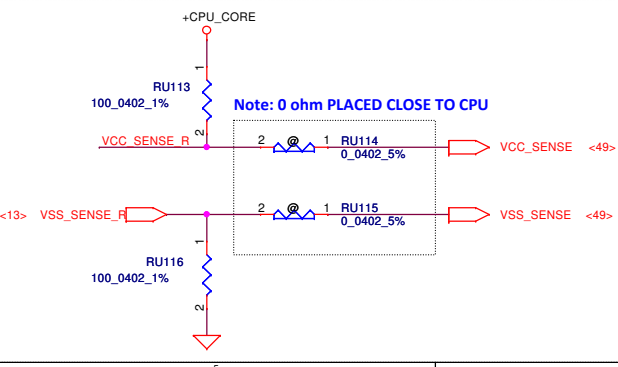 +CPU_CORE
1
RU113
100_0402_1%
Note: 0 ohm PLACED CLOSE TO CPU
2
VCC_SENSE_R
2 @ 1 RU114
0_0402_5%
VCC_SENSE <49>
<13> VSS_SENSE_R
2 @ 1 RU115
0_0402_5%
VSS_SENSE <49>
1
RU116
100_0402_1%
2